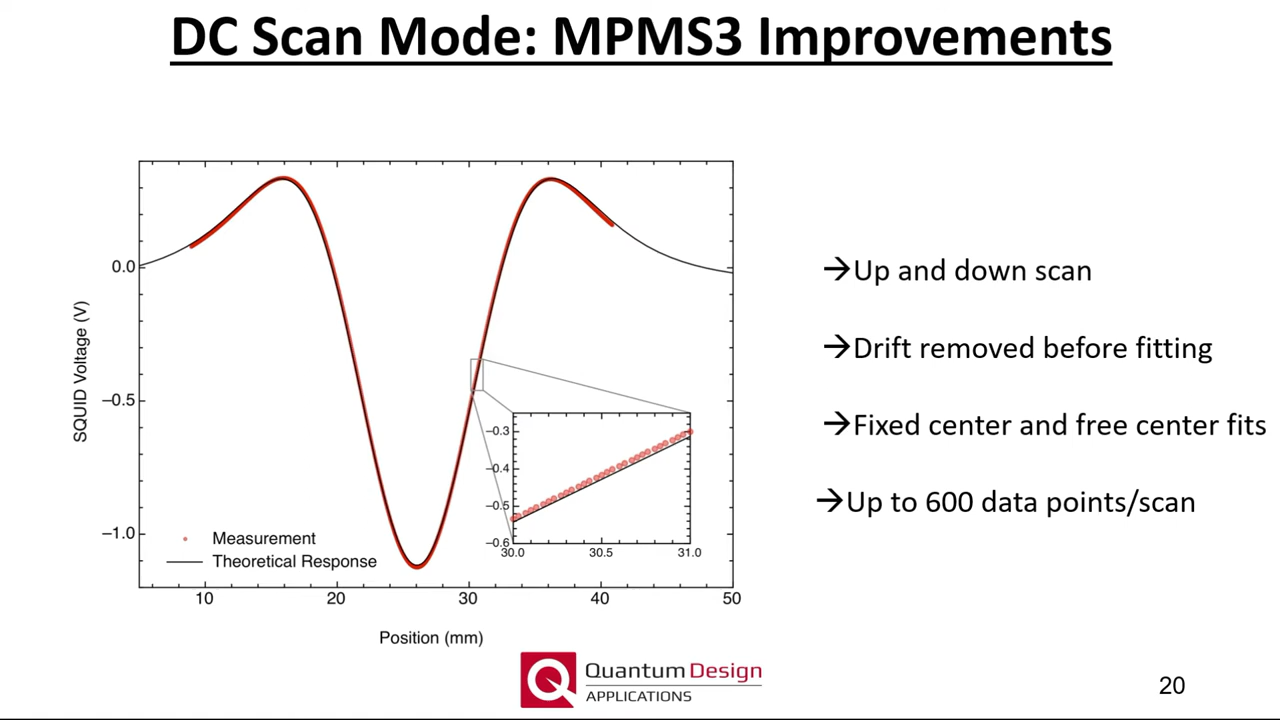 DC Scan Mode: MPMS3 Improvements
SQUID Voltage (V)
0.0
−0.5
−1.0
10
20
30
40
50
Position (mm)
Measurement
Theoretical Response
−0.3
−0.4
−0.5
−0.6
30.0
30.5
31.0
→Up and down scan
→Drift removed before fitting
→Fixed center and free center fits
→Up to 600 data points/scan
Quantum Design
APPLICATIONS
20